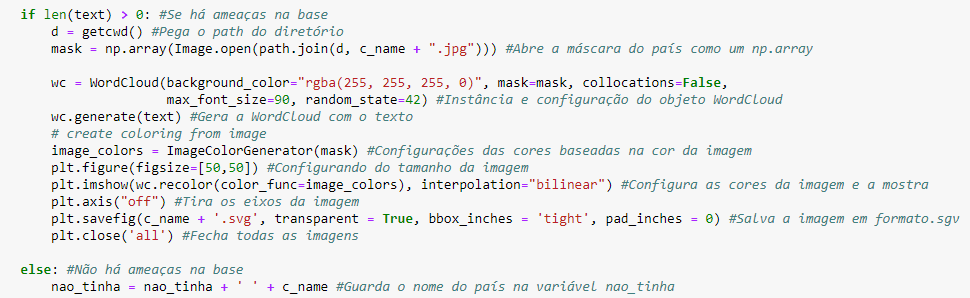 if len(text) > 0: #Se há ameaças na base
    d = getcwd() #Pega o path do diretório
    mask = np.array(Image.open(path.join(d, c_name + ".jpg"))) #Abre a máscara do país como um np.array

    wc = WordCloud(background_color="rgba(255, 255, 255, 0)", mask=mask, collocations=False,
                   max_font_size=90, random_state=42) #Instância e configuração do objeto WordCloud
    wc.generate(text) #Gera a WordCloud com o texto
    # create coloring from image
    image_colors = ImageColorGenerator(mask) #Configurações das cores baseadas na cor da imagem
    plt.figure(figsize=[50,50]) #Configurando do tamanho da imagem
    plt.imshow(wc.recolor(color_func=image_colors), interpolation="bilinear") #Configura as cores da imagem e a mostra
    plt.axis("off") #Tira os eixos da imagem
    plt.savefig(c_name + '.svg', transparent = True, bbox_inches = 'tight', pad_inches = 0) #Salva a imagem em formato.sgv
    plt.close('all') #Fecha todas as imagens

else: #Não há ameaças na base
    nao_tinha = nao_tinha + ' ' + c_name #Guarda o nome do país na variável nao_tinha